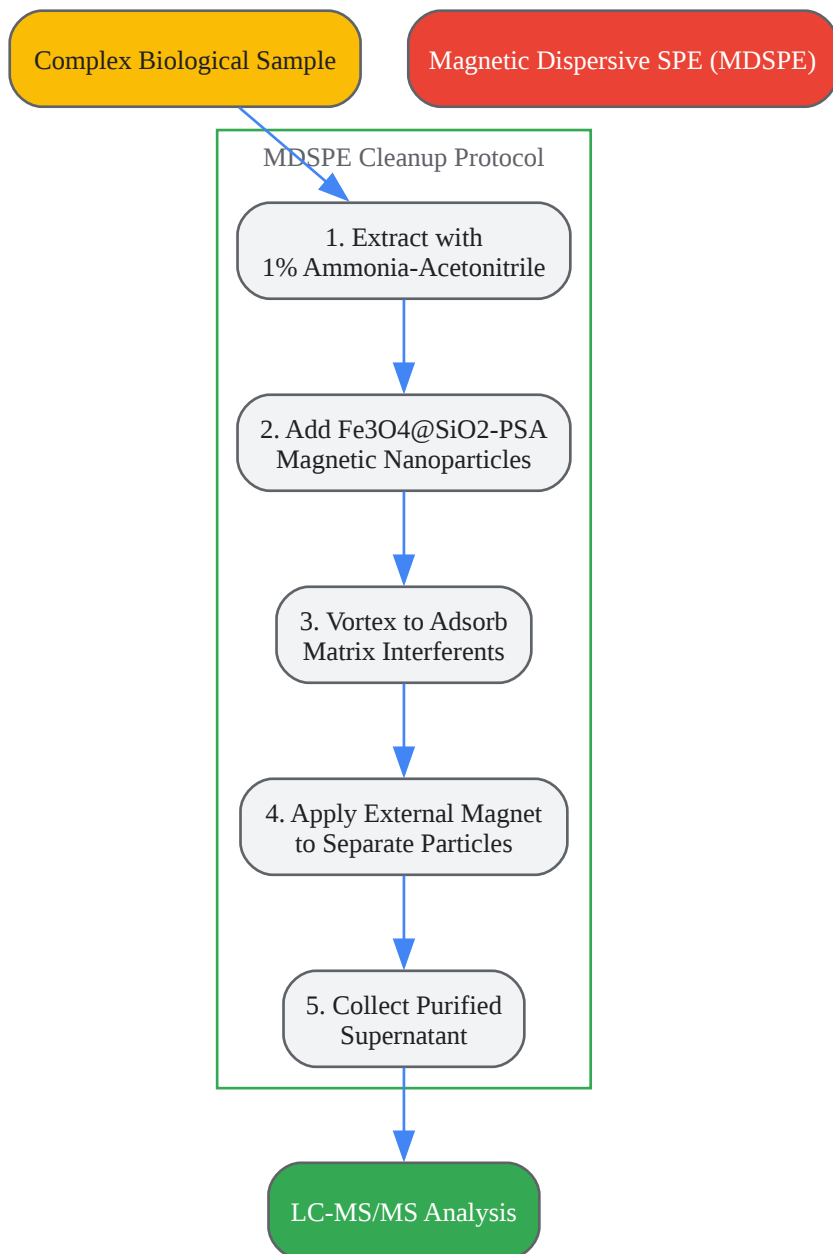 Complex Biological Sample
Magnetic Dispersive SPE (MDSPE)
MDSPE Cleanup Protocol
1. Extract with
1% Ammonia-Acetonitrile
2. Add Fe3O4@SiO2-PSA
Magnetic Nanoparticles
3. Vortex to Adsorb
Matrix Interferents
4. Apply External Magnet
to Separate Particles
5. Collect Purified
Supernatant
LC-MS/MS Analysis